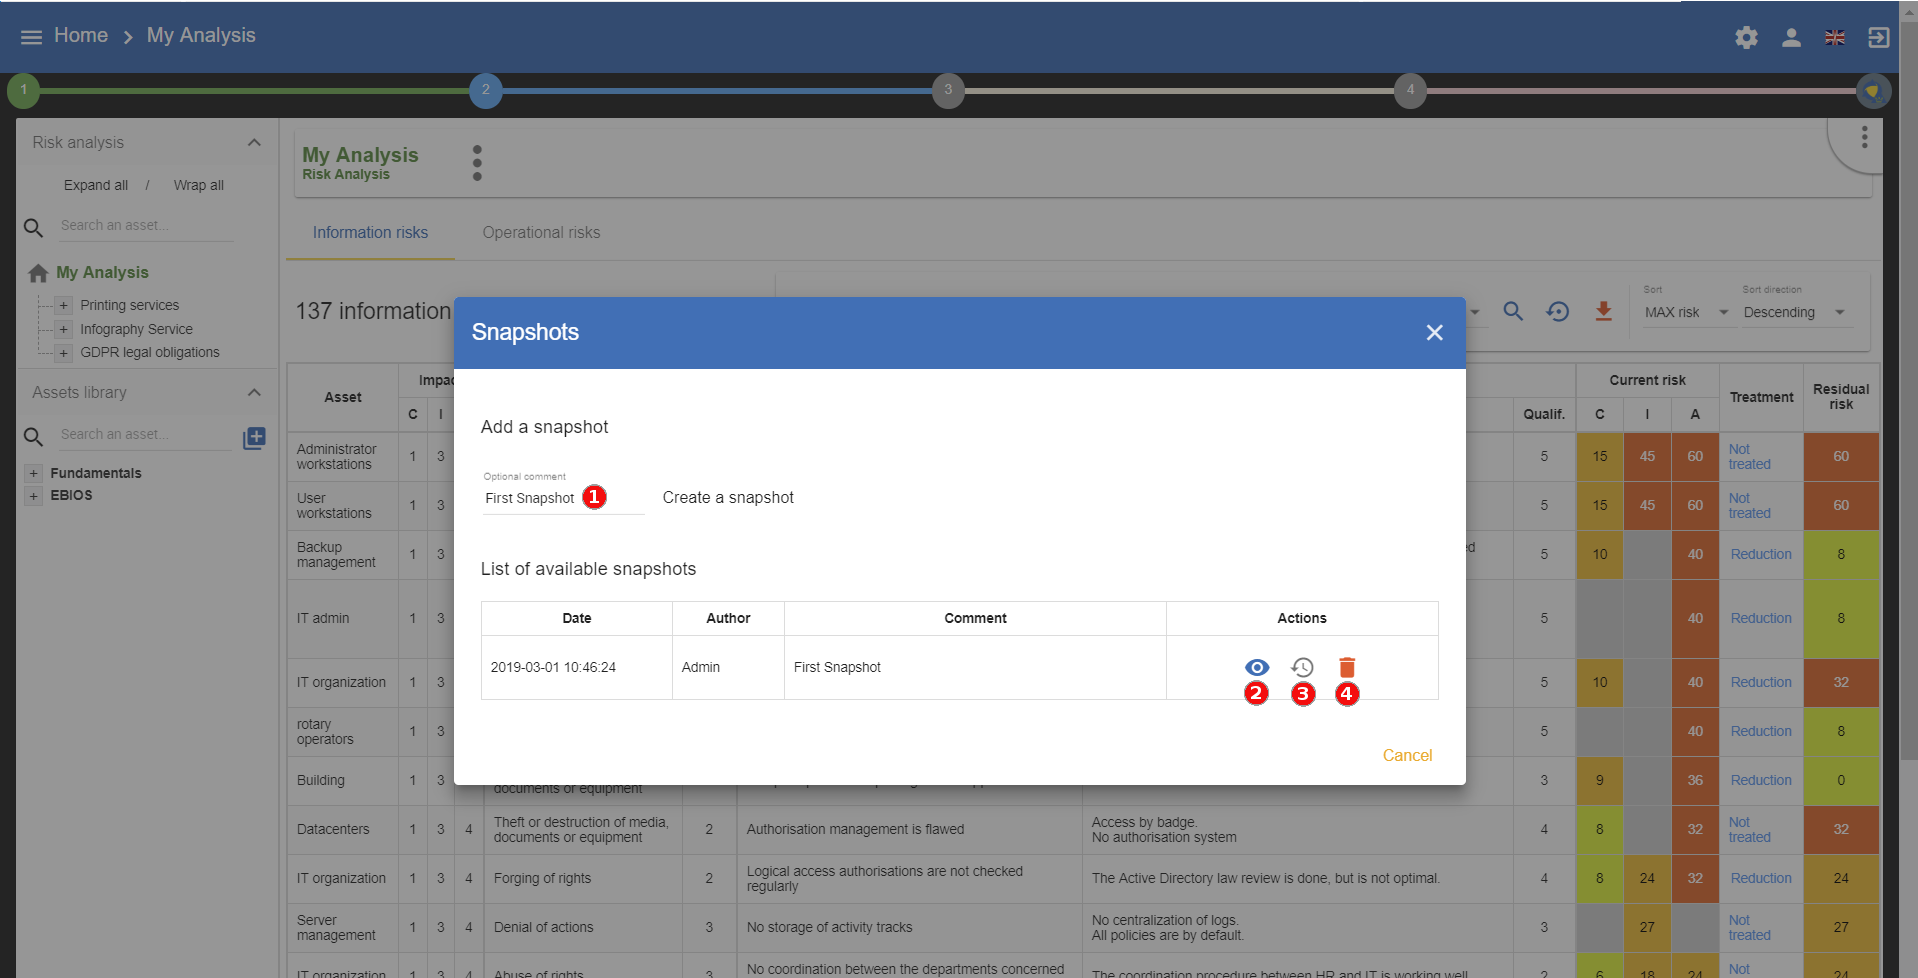 Home > My Analysis
1 2 3 4
Risk analysis
Expand all / Wrap all
Search an asset...
My Analysis
+ Printing services
+ Infography Service
+ GDPR legal obligations
Assets library
Search an asset...
+ Fundamentals
+ EBIOS
My Analysis
Risk Analysis
Information risks
Operational risks
137 information
Sort
MAX risk
Sort direction
Descending
Snapshots
Add a snapshot
Optional comment
First Snapshot 1
Create a snapshot
List of available snapshots
Date Author Comment Actions
2019-03-01 10:46:24 Admin First Snapshot
2 3 4
Cancel
Asset Impac Current risk Treatment Residual risk
C I Qualif. C I A
Administrator workstations 1 3 5 15 45 60 Not treated 60
User workstations 1 3 5 15 45 60 Not treated 60
Backup management 1 3 ed 5 10 40 Reduction 8
IT admin 1 3 5 40 Reduction 8
IT organization 1 3 5 10 40 Reduction 32
rotary operators 1 3 5 40 Reduction 8
Building 1 3 documents or equipment 3 9 36 Reduction 0
Datacenters 1 3 4 Theft or destruction of media, documents or equipment 2 Authorisation management is flawed Access by badge. No authorisation system 4 8 32 Not treated 32
IT organization 1 3 4 Forging of rights 2 Logical access authorisations are not checked regularly The Active Directory law review is done, but is not optimal. 4 8 24 32 Reduction 24
Server management 1 3 4 Denial of actions 3 No storage of activity tracks No centralization of logs. All policies are by default. 3 27 Not treated 27
IT organization 1 3 4 Abuse of rights 3 No coordination between the departments concerned The coordination procedure between HR and IT is working well 2 6 18 24 Not 24